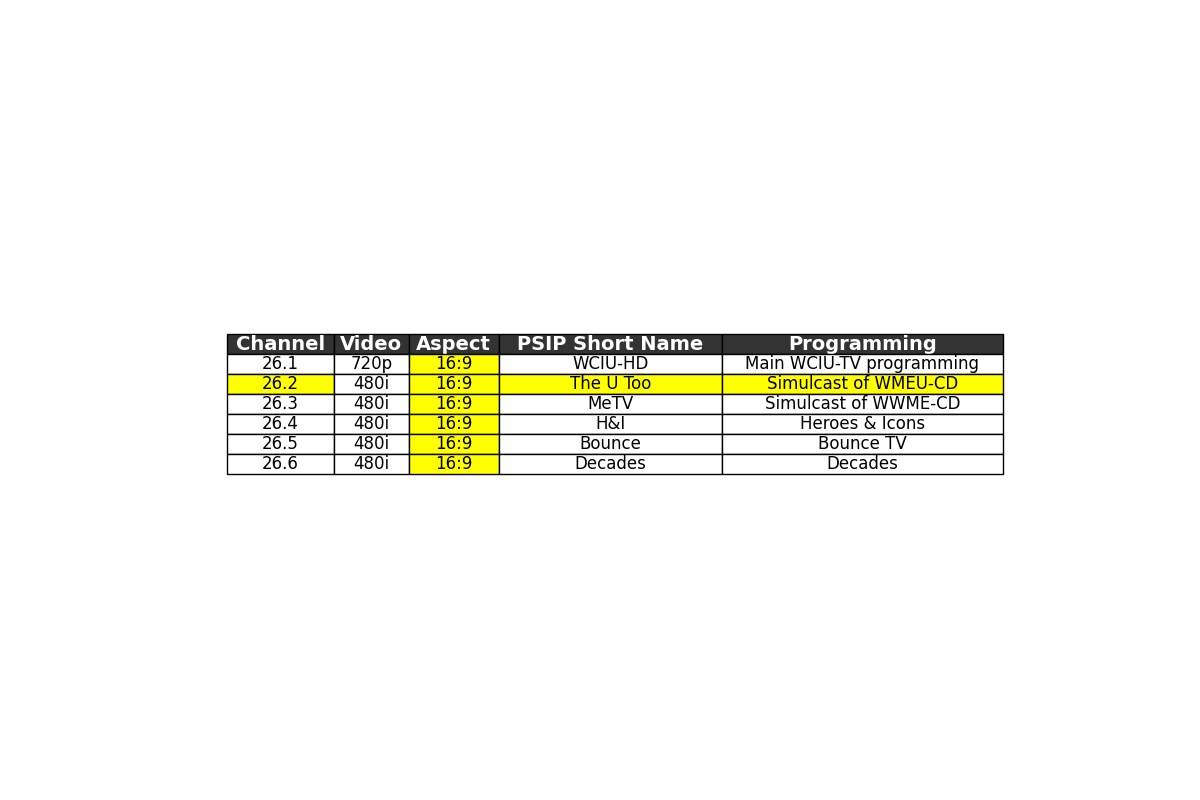 Channel Video Aspect PSIP Short Name Programming
26.1 720p 16:9 WCIU-HD Main WCIU-TV programming
26.2 480i 16:9 The U Too Simulcast of WMEU-CD
26.3 480i 16:9 MeTV Simulcast of WWME-CD
26.4 480i 16:9 H&I Heroes & Icons
26.5 480i 16:9 Bounce Bounce TV
26.6 480i 16:9 Decades Decades